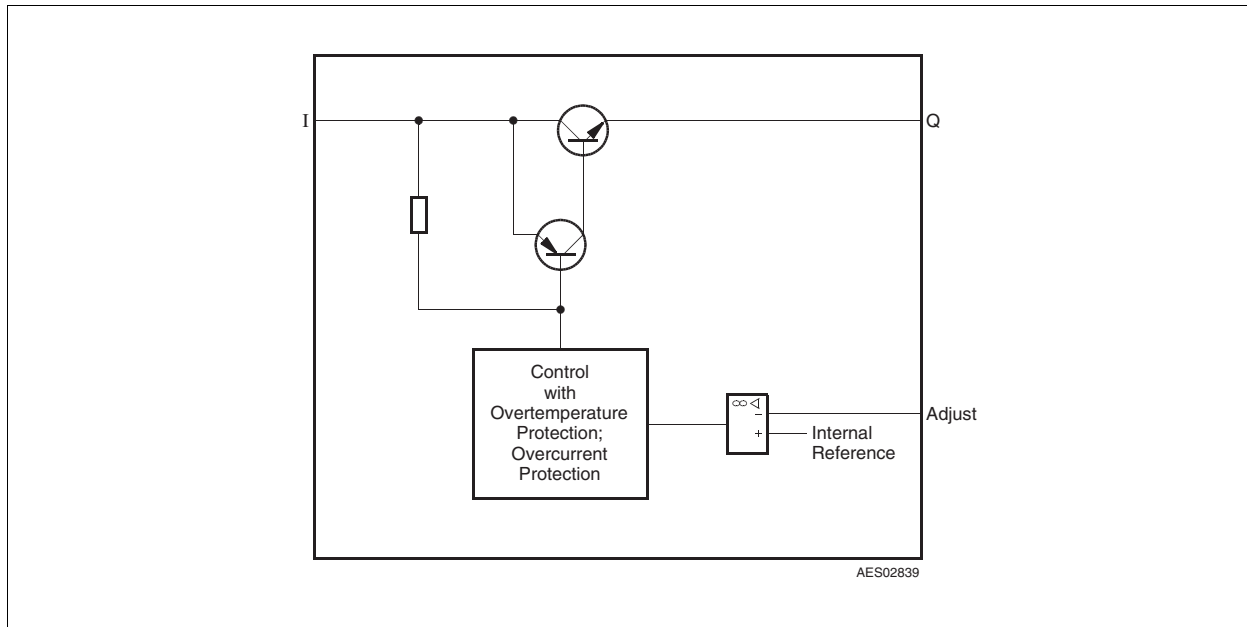 I
Q
Control
with
Overtemperature
Protection;
Overcurrent
Protection
∞ ◁
−
+
Adjust
Internal
Reference
AES02839